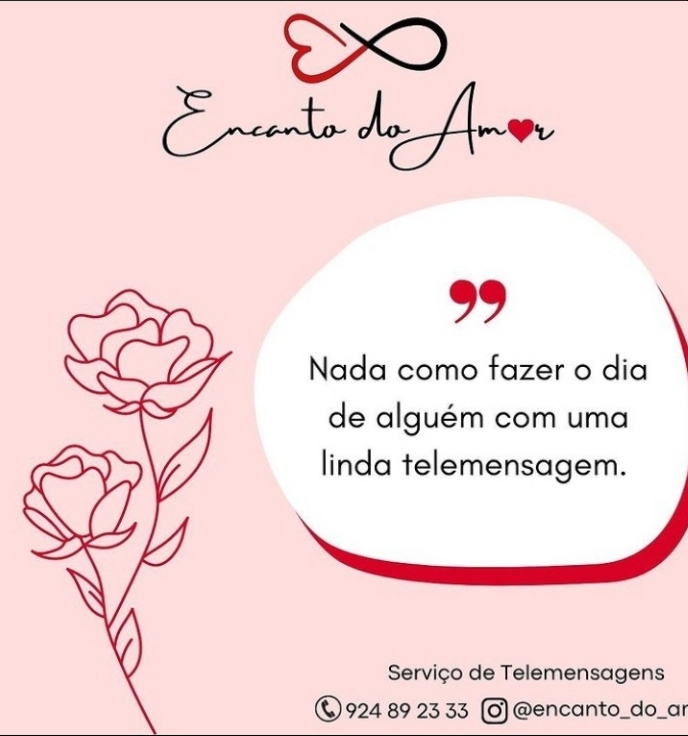 Encanto do Amor
”
Nada como fazer o dia
de alguém com uma
linda telemensagem.
Serviço de Telemensagens
924 89 23 33 @encanto_do_am